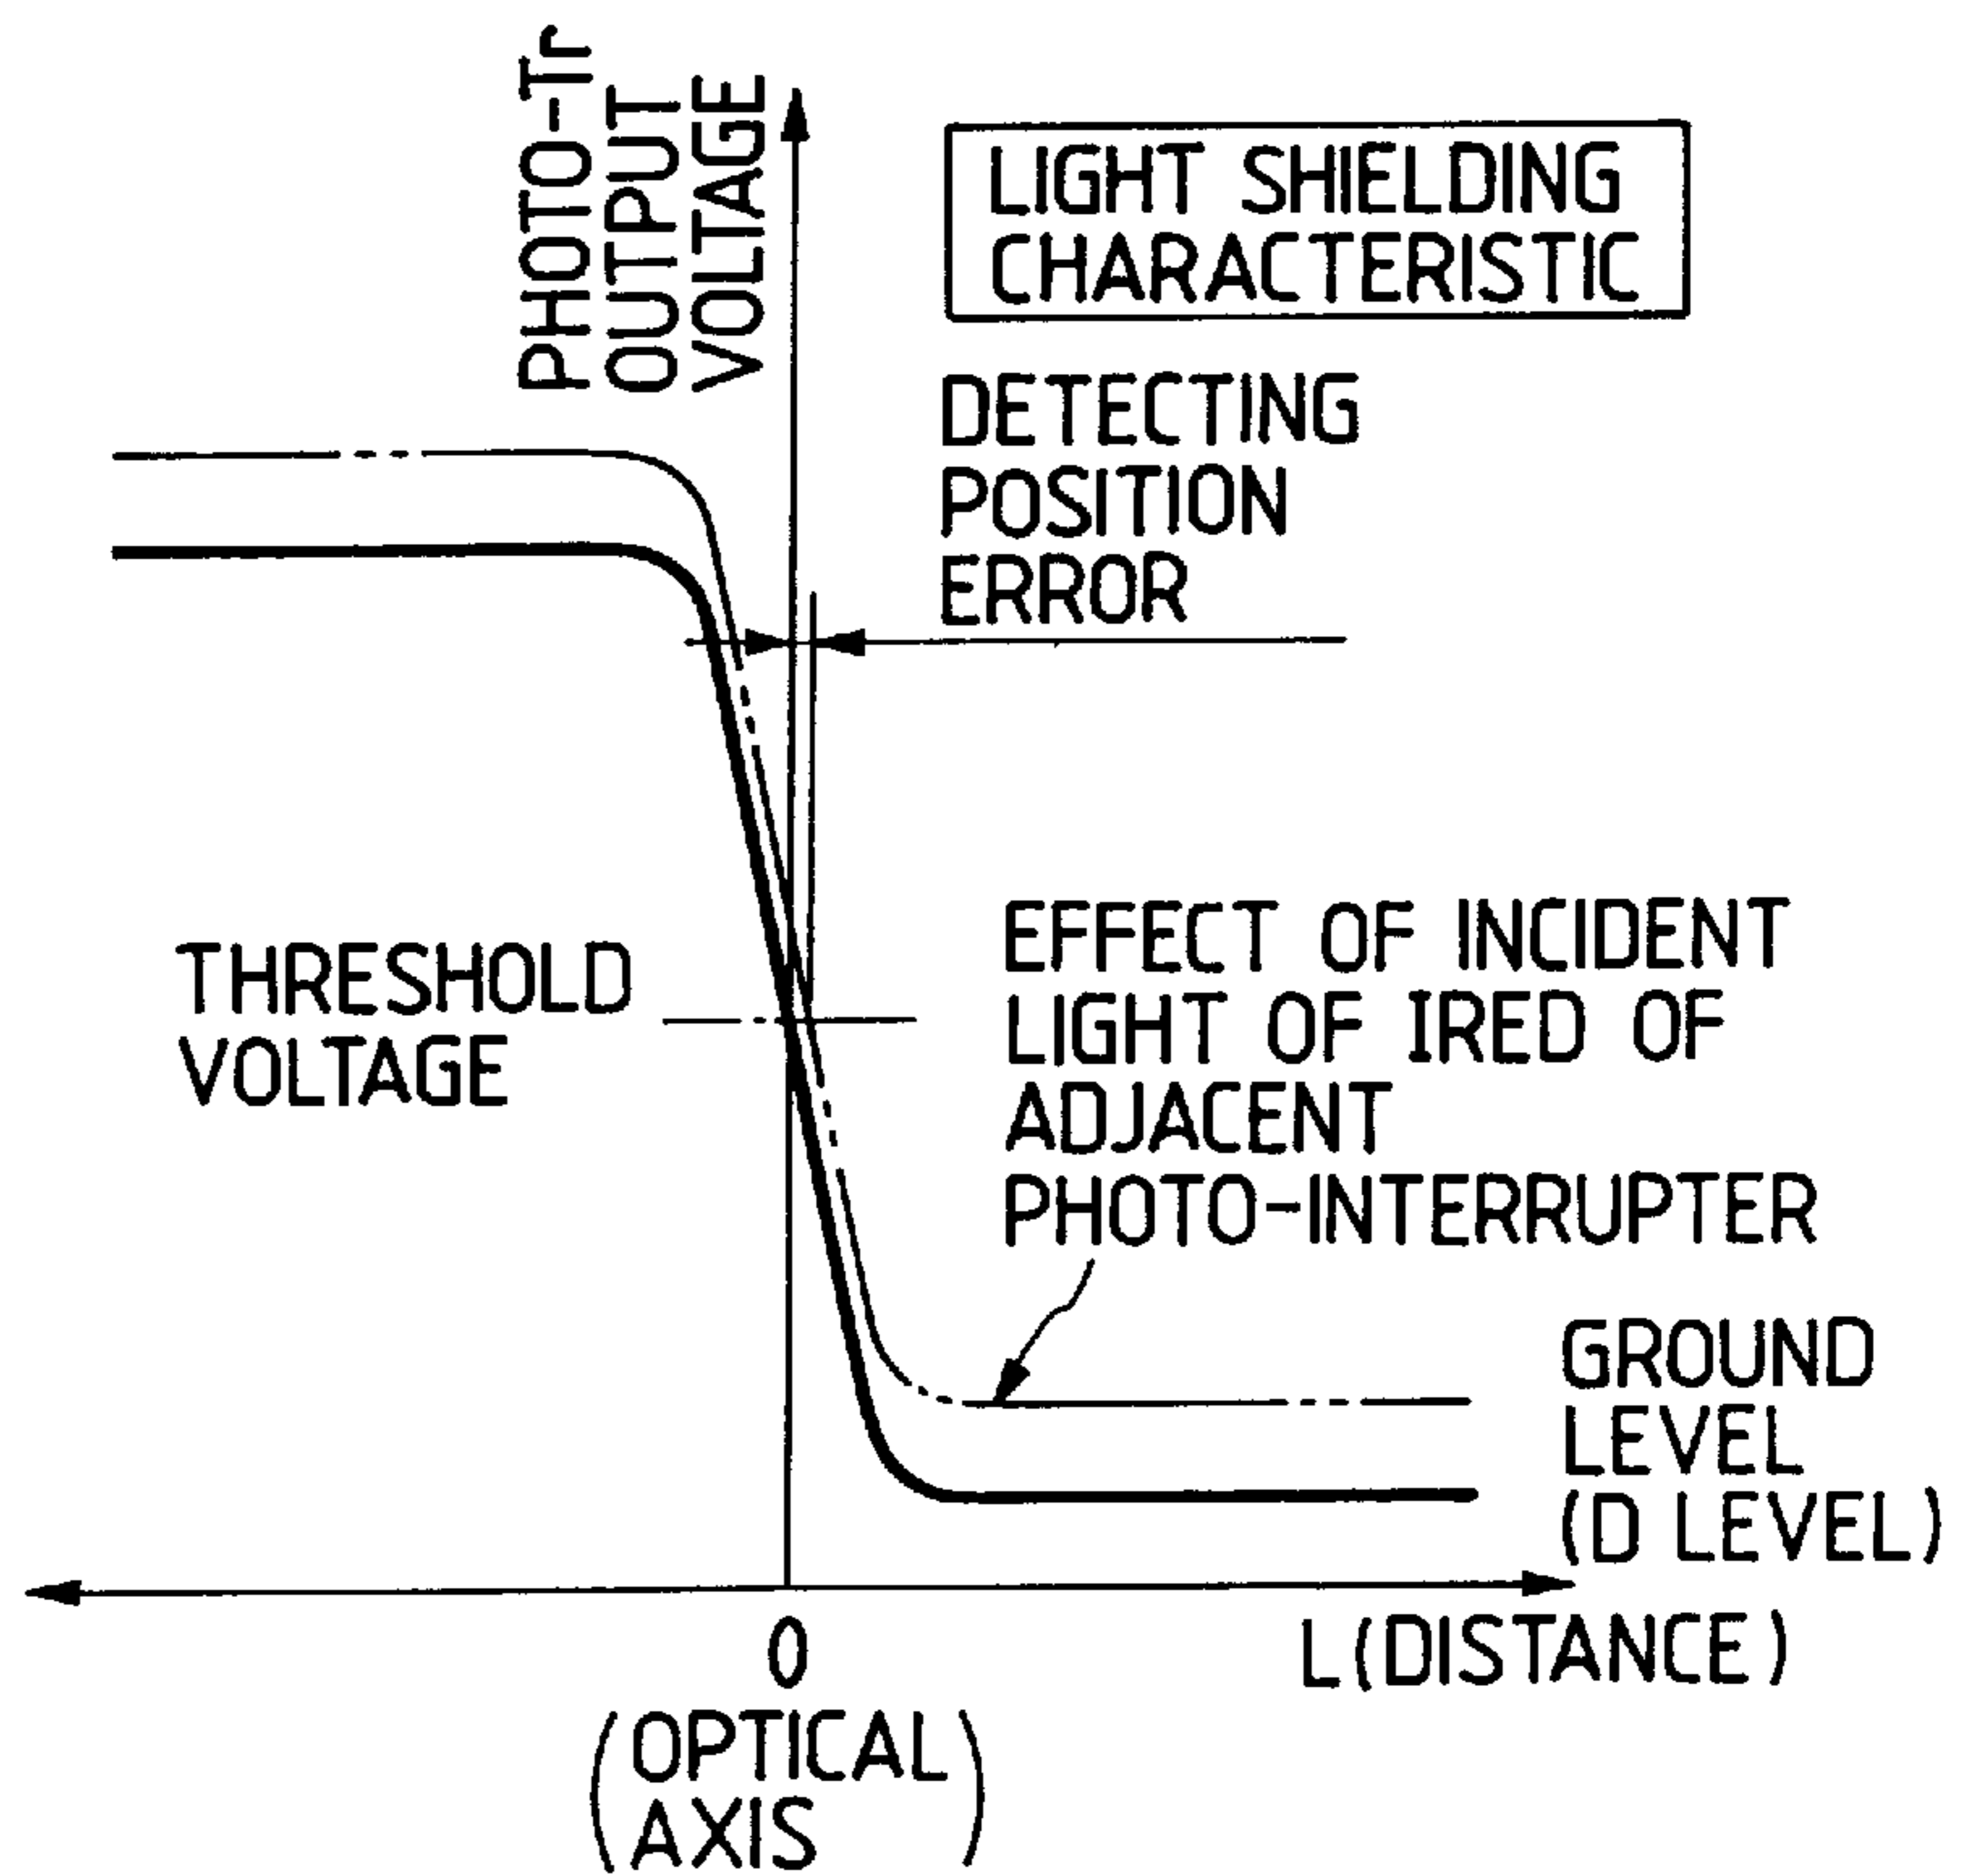 PHOTO-Tr
OUTPUT
VOLTAGE
LIGHT SHIELDING
CHARACTERISTIC
DETECTING
POSITION
ERROR
THRESHOLD
VOLTAGE
EFFECT OF INCIDENT
LIGHT OF IRED OF
ADJACENT
PHOTO-INTERRUPTER
GROUND
LEVEL
(D LEVEL)
0
L(DISTANCE)
(OPTICAL
AXIS)